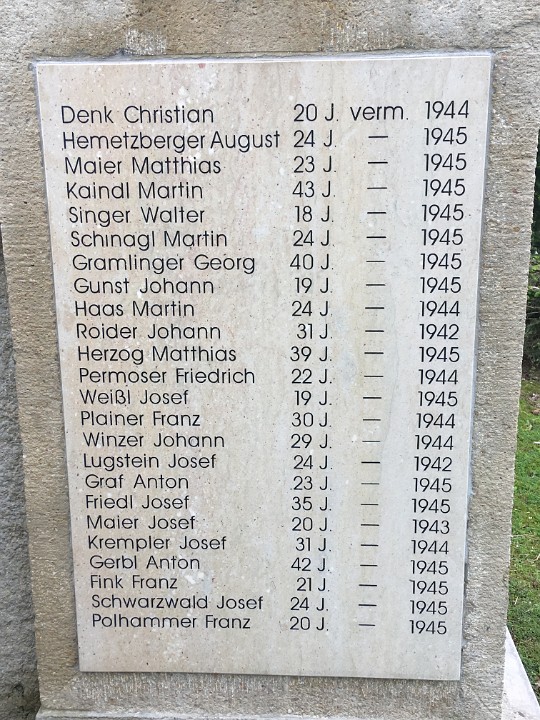 Denk Christian 20 J. verm. 1944
Hemetzberger August 24 J. — 1945
Maier Matthias 23 J. — 1945
Kaindl Martin 43 J. — 1945
Singer Walter 18 J. — 1945
Schinagl Martin 24 J. — 1945
Gramlinger Georg 40 J. — 1945
Gunst Johann 19 J. — 1945
Haas Martin 24 J. — 1944
Roider Johann 31 J. — 1942
Herzog Matthias 39 J. — 1945
Permoser Friedrich 22 J. — 1944
Weißl Josef 19 J. — 1945
Plainer Franz 30 J. — 1944
Winzer Johann 29 J. — 1944
Lugstein Josef 24 J. — 1942
Graf Anton 23 J. — 1945
Friedl Josef 35 J. — 1945
Maier Josef 20 J. — 1943
Krempler Josef 31 J. — 1944
Gerbl Anton 42 J. — 1945
Fink Franz 21 J. — 1945
Schwarzwald Josef 24 J. — 1945
Polhammer Franz 20 J. — 1945